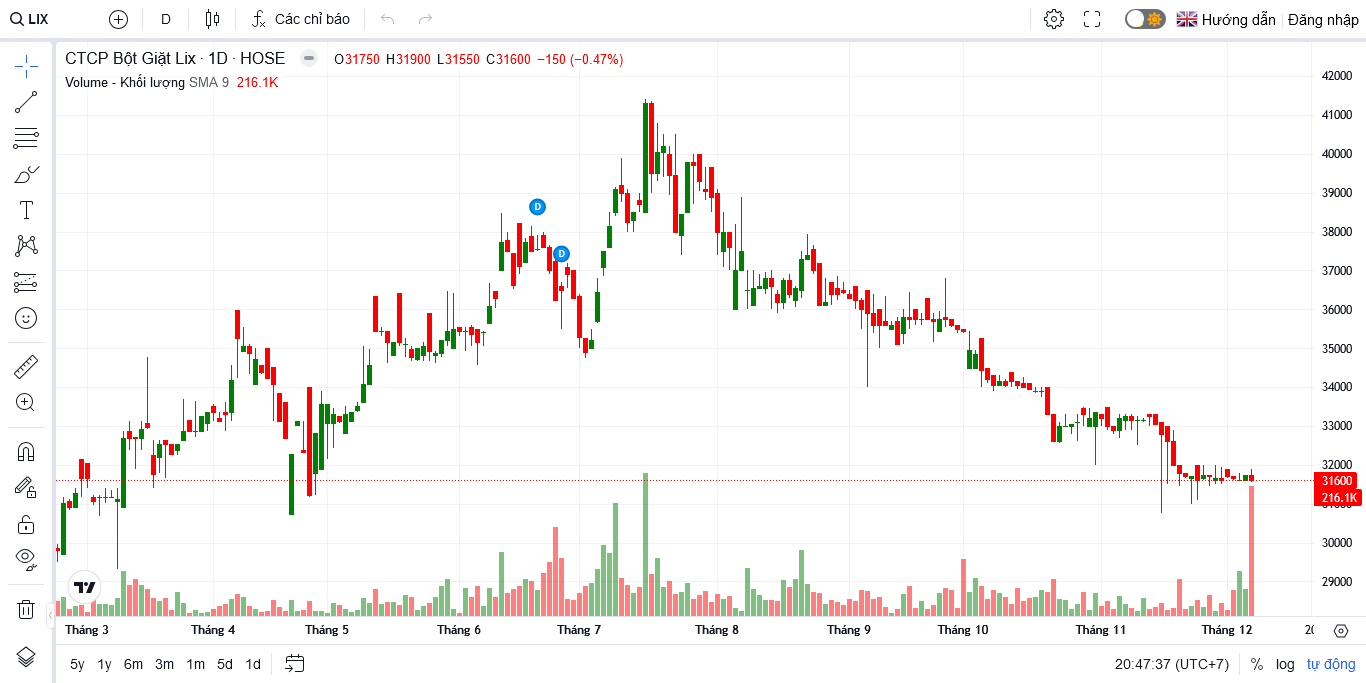 LIX D Các chỉ báo Hướng dẫn Đăng nhập
CTCP Bột Giặt Lix · 1D · HOSE O31750 H31900 L31550 C31600 −150 (−0.47%)
Volume - Khối lượng SMA 9 216.1K
42000
41000
40000
39000
38000
37000
36000
35000
34000
33000
32000
31600
216.1K
31000
30000
29000
D
D
Tháng 3 Tháng 4 Tháng 5 Tháng 6 Tháng 7 Tháng 8 Tháng 9 Tháng 10 Tháng 11 Tháng 12
5y 1y 6m 3m 1m 5d 1d 20:47:37 (UTC+7) % log tự động